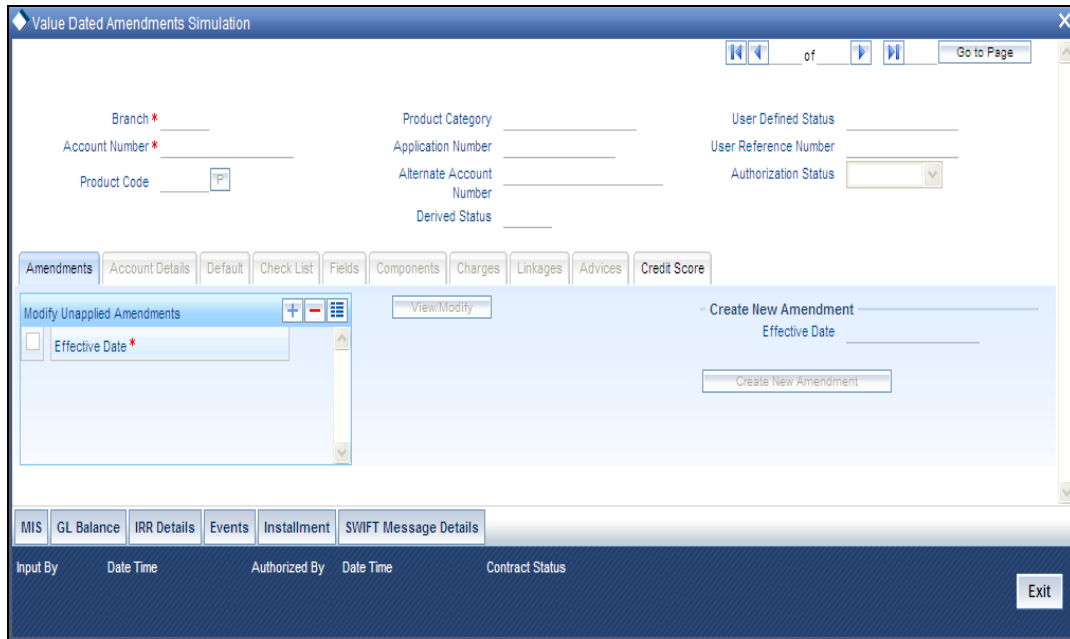 Value Dated Amendments Simulation X
of Go to Page
Branch * Product Category User Defined Status
Account Number * Application Number User Reference Number
Product Code P Alternate Account Number Authorization Status
Derived Status
Amendments Account Details Default Check List Fields Components Charges Linkages Advices Credit Score
Modify Unapplied Amendments View/Modify Create New Amendment
Effective Date * Effective Date
Create New Amendment
MIS GL Balance IRR Details Events Installment SWIFT Message Details
Input By Date Time Authorized By Date Time Contract Status
Exit